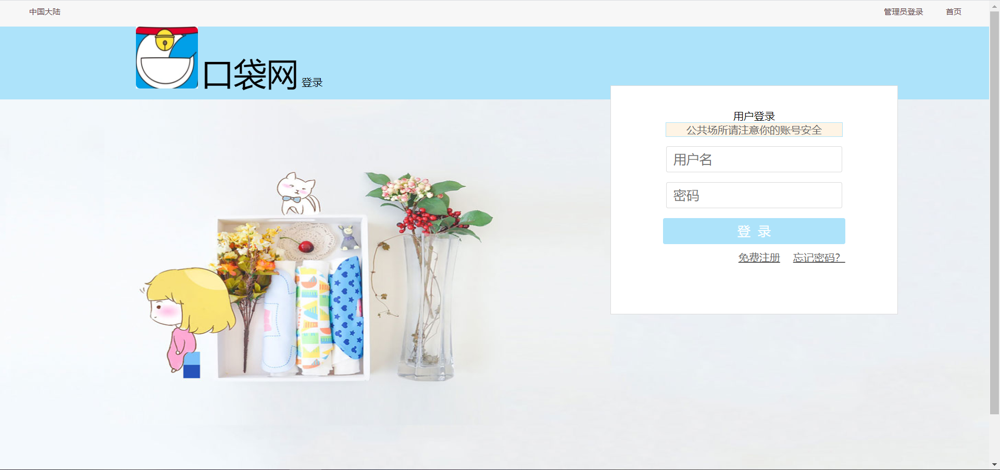 中国大陆 管理员登录 首页
口袋网 登录
用户登录
公共场所请注意你的账号安全
用户名
密码
登 录
免费注册 忘记密码?